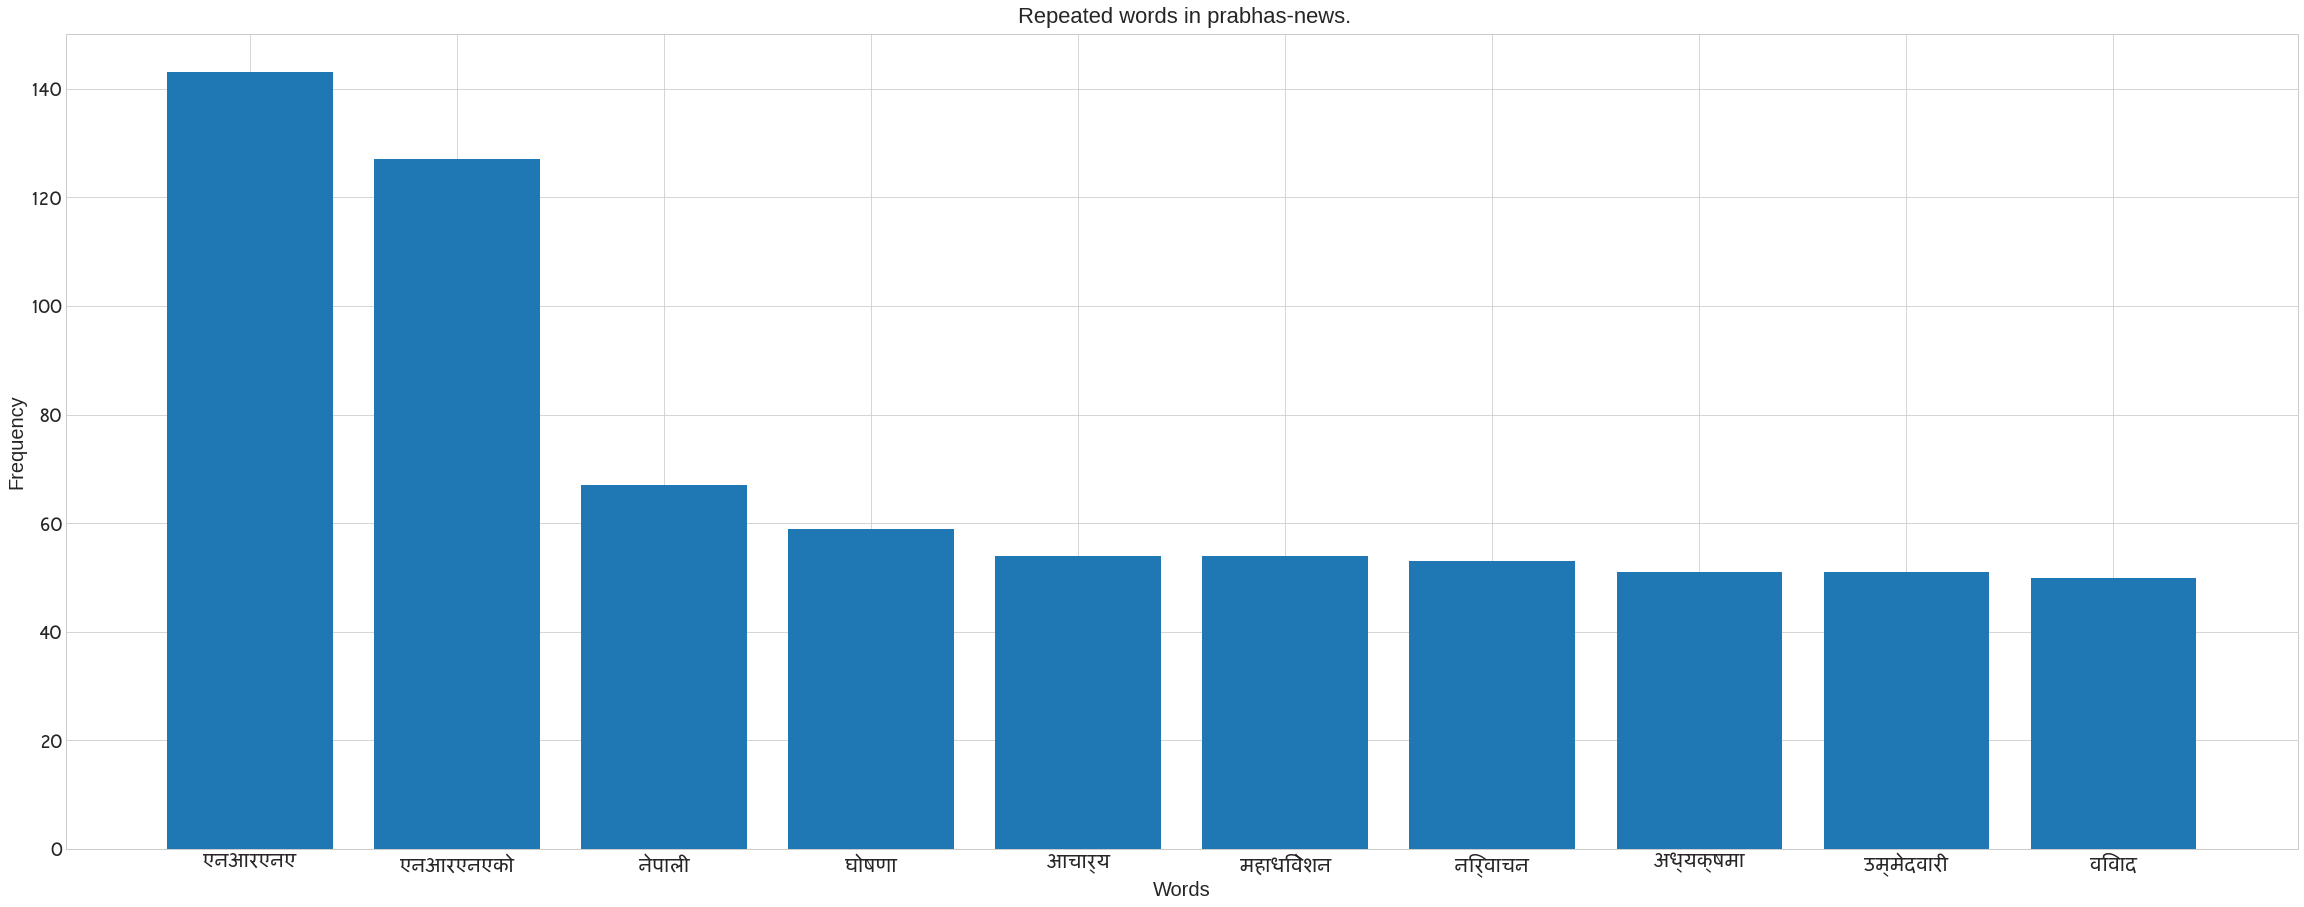 Repeated words in prabhas-news.
140
120
100
80
60
40
20
0
Frequency
एनआरएनए एनआरएनएको नेपाली घोषणा आचार्य महाधिवेशन निर्वाचन अध्यक्षमा उम्मेदवारी विवाद
Words